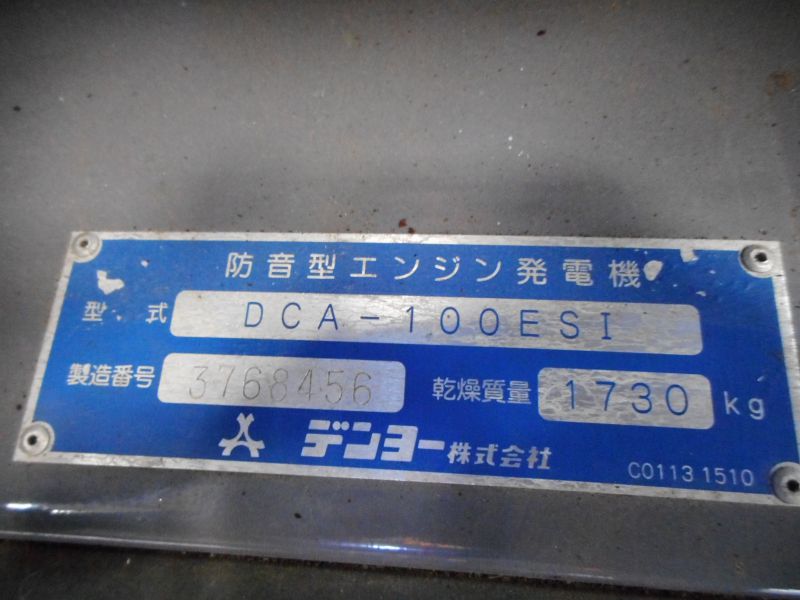 防音型エンジン発電機
型式 DCA-100ESI
製造番号 3768456 乾燥質量 1730 kg
デンヨー株式会社
C0113 1510